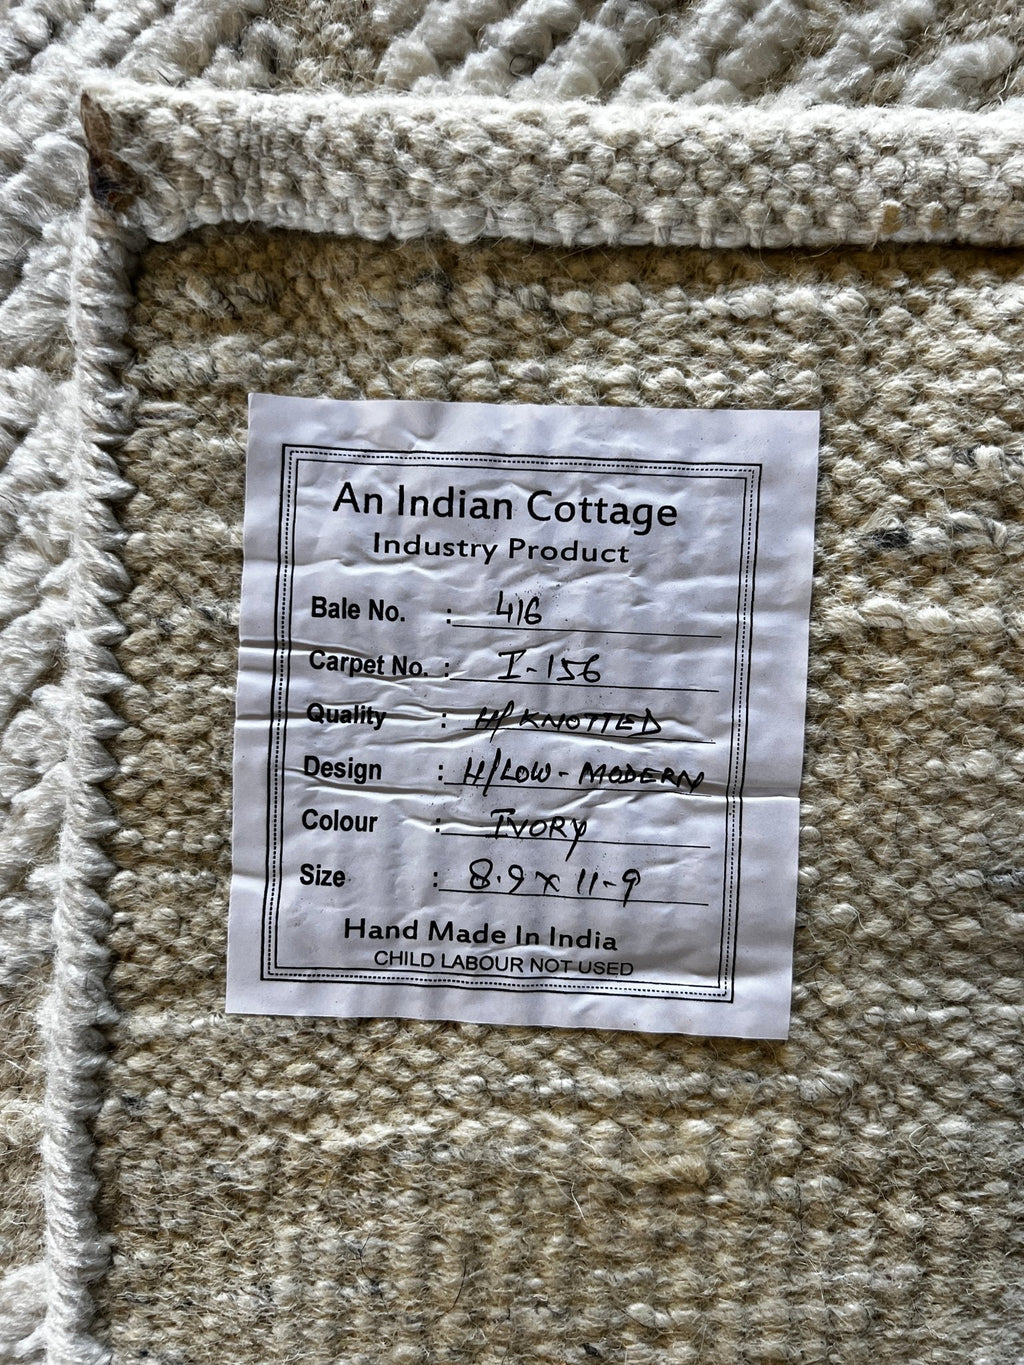 An Indian Cottage
Industry Product
Bale No. : 416
Carpet No. : I-156
Quality : H/KNOTTED
Design : H/LOW-MODERN
Colour : IVORY
Size : 8.9 x 11-9
Hand Made In India
CHILD LABOUR NOT USED